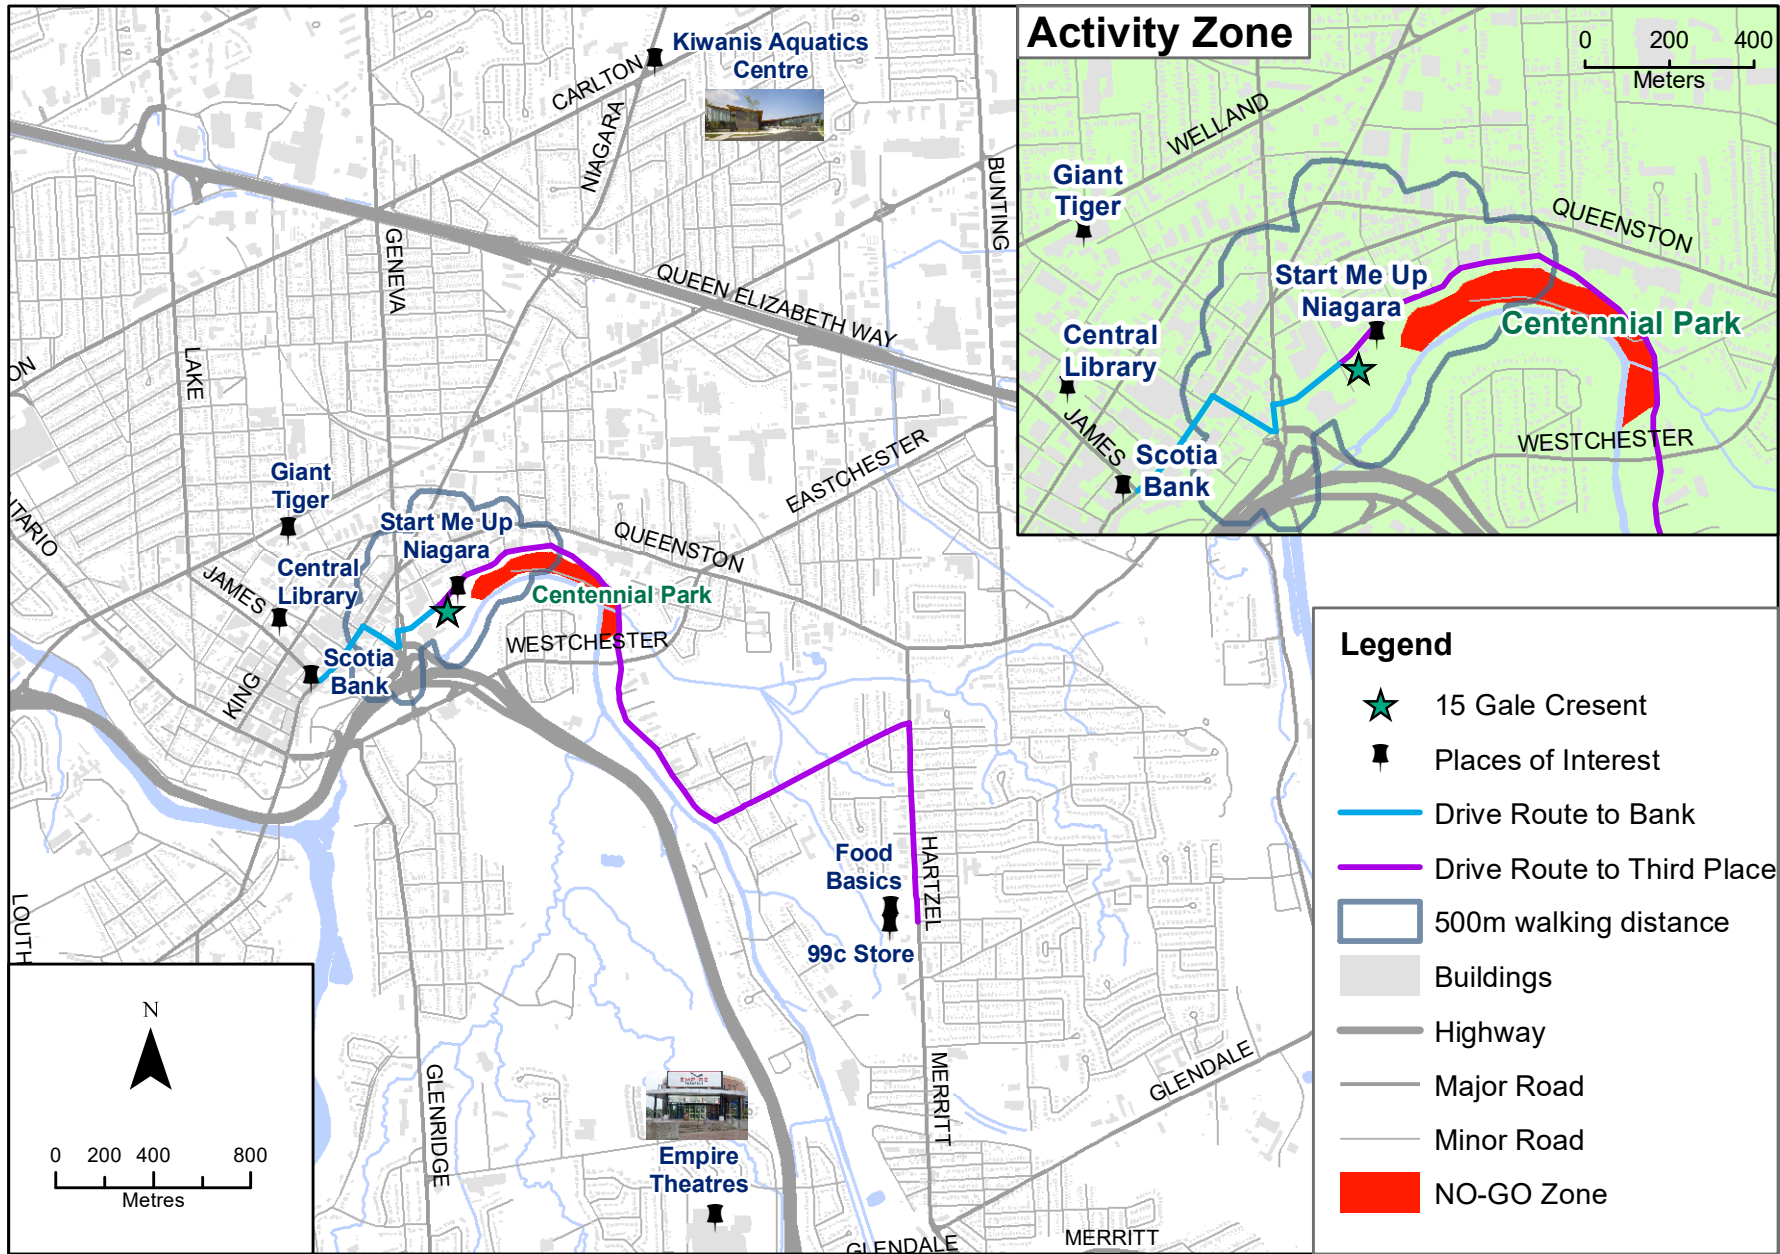 Kiwanis Aquatics
Centre
CARLTON
NIAGARA
BUNTING
GENEVA
QUEEN ELIZABETH WAY
LAKE
ON
EASTCHESTER
Giant
Tiger
Start Me Up
Niagara
QUEENSTON
NTARIO
JAMES
Central
Library
Centennial Park
WESTCHESTER
Scotia
Bank
KING
Food
Basics
HARTZEL
99c Store
LOUTH
GLENRIDGE
MERRITT
GLENDALE
EMPIRE
Empire
Theatres
GLENDALE
MERRITT
N
0 200 400 800
Metres
Activity Zone
0 200 400
Meters
WELLAND
Giant
Tiger
QUEENSTON
Start Me Up
Niagara
Centennial Park
Central
Library
JAMES
WESTCHESTER
Scotia
Bank
Legend
15 Gale Cresent
Places of Interest
Drive Route to Bank
Drive Route to Third Place
500m walking distance
Buildings
Highway
Major Road
Minor Road
NO-GO Zone